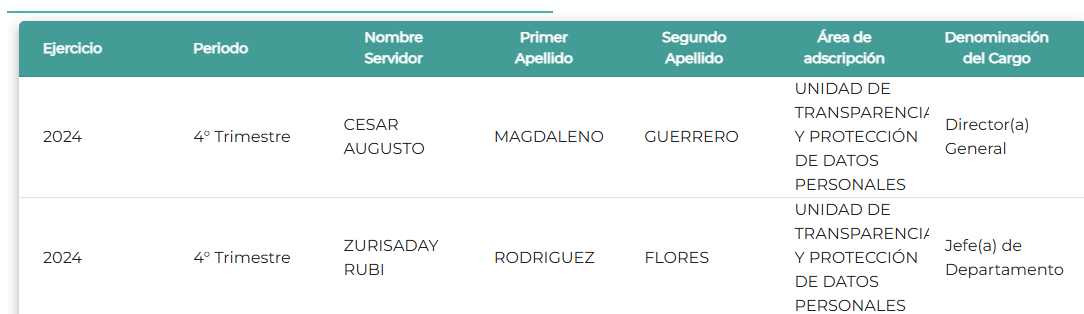 Ejercicio
Periodo
Nombre
Servidor
Primer
Apellido
Segundo
Apellido
Área de
adscripción
Denominación
del Cargo
2024
4° Trimestre
CESAR
AUGUSTO
MAGDALENO
GUERRERO
UNIDAD DE
TRANSPARENCIA
Y PROTECCIÓN
DE DATOS
PERSONALES
Director(a)
General
2024
4° Trimestre
ZURISADAY
RUBI
RODRIGUEZ
FLORES
UNIDAD DE
TRANSPARENCIA
Y PROTECCIÓN
DE DATOS
PERSONALES
Jefe(a) de
Departamento